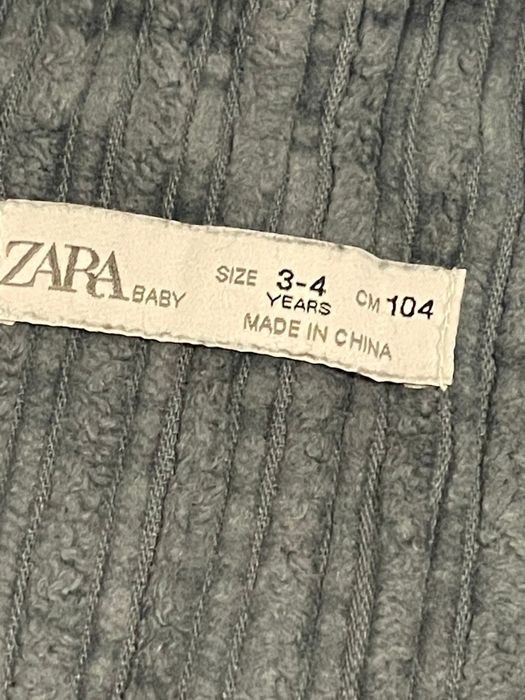 ZARA BABY SIZE 3-4 CM 104
YEARS
MADE IN CHINA